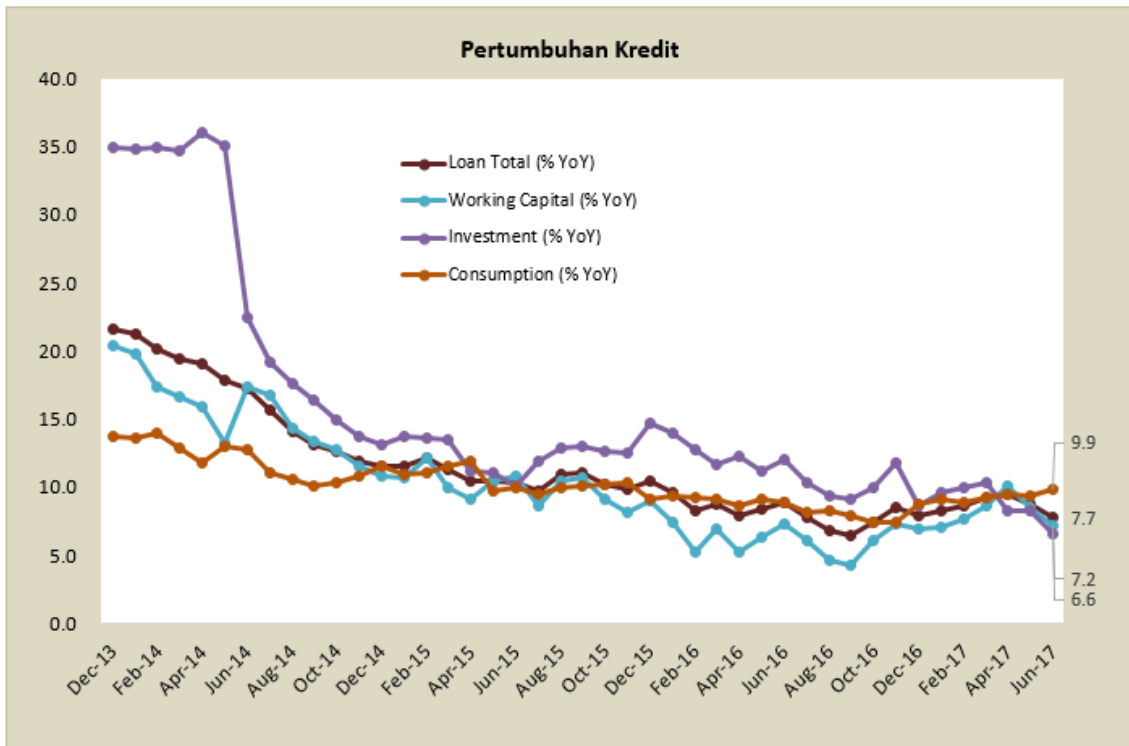 Pertumbuhan Kredit
40.0
35.0
30.0
25.0
20.0
15.0
10.0
5.0
0.0
Loan Total (% YoY)
Working Capital (% YoY)
Investment (% YoY)
Consumption (% YoY)
9.9
7.7
7.2
6.6
Dec-13
Feb-14
Apr-14
Jun-14
Aug-14
Oct-14
Dec-14
Feb-15
Apr-15
Jun-15
Aug-15
Oct-15
Dec-15
Feb-16
Apr-16
Jun-16
Aug-16
Oct-16
Dec-16
Feb-17
Apr-17
Jun-17